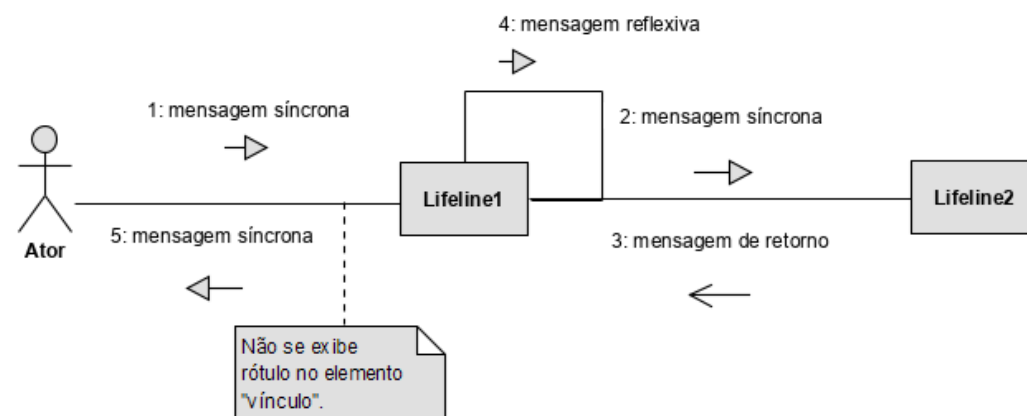 4: mensagem reflexiva
1: mensagem síncrona
2: mensagem síncrona
Lifeline1
Lifeline2
Ator
5: mensagem síncrona
3: mensagem de retorno
Não se exibe
rótulo no elemento
"vínculo".